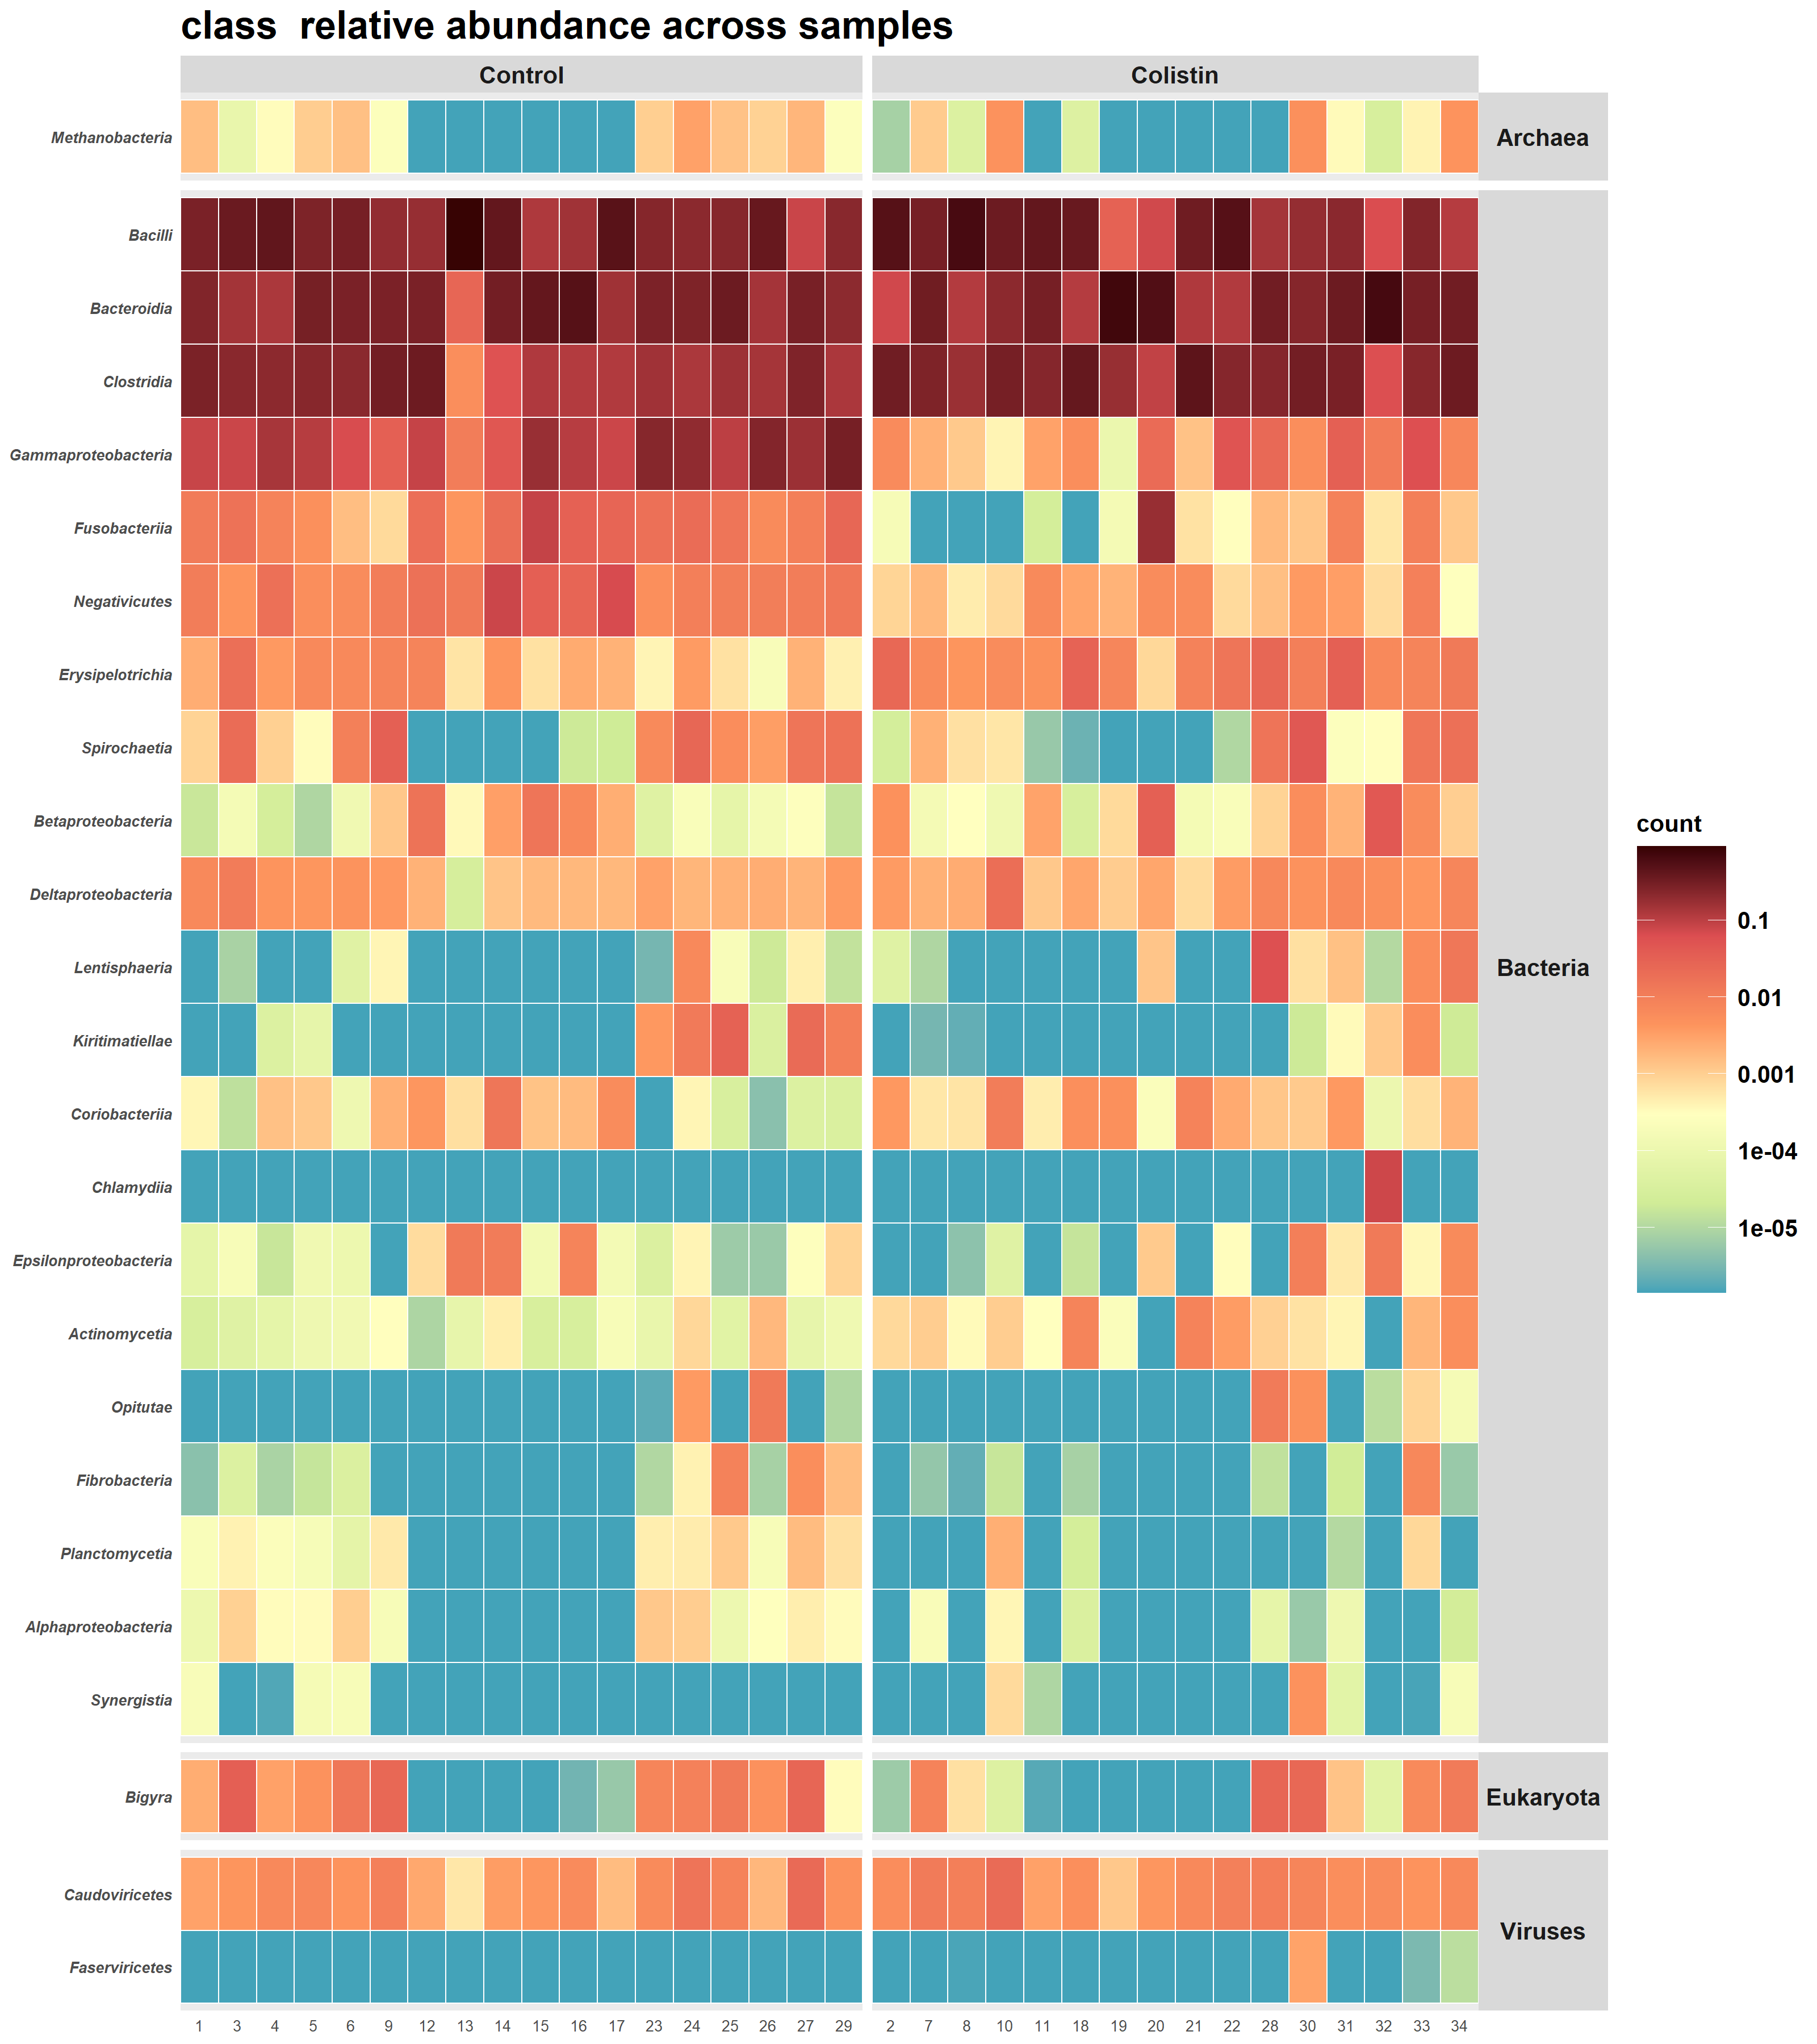 class  relative abundance across samples
Control
Colistin
Methanobacteria
Archaea
Bacilli
Bacteroidia
Clostridia
Gammaproteobacteria
Fusobacteriia
Negativicutes
Erysipelotrichia
Spirochaetia
Betaproteobacteria
Deltaproteobacteria
Lentisphaeria
Kiritimatiellae
Coriobacteriia
Chlamydiia
Epsilonproteobacteria
Actinomycetia
Opitutae
Fibrobacteria
Planctomycetia
Alphaproteobacteria
Synergistia
Bacteria
Bigyra
Eukaryota
Caudoviricetes
Faserviricetes
Viruses
1 3 4 5 6 9 12 13 14 15 16 17 23 24 25 26 27 29
2 7 8 10 11 18 19 20 21 22 28 30 31 32 33 34
count
0.1
0.01
0.001
1e-04
1e-05